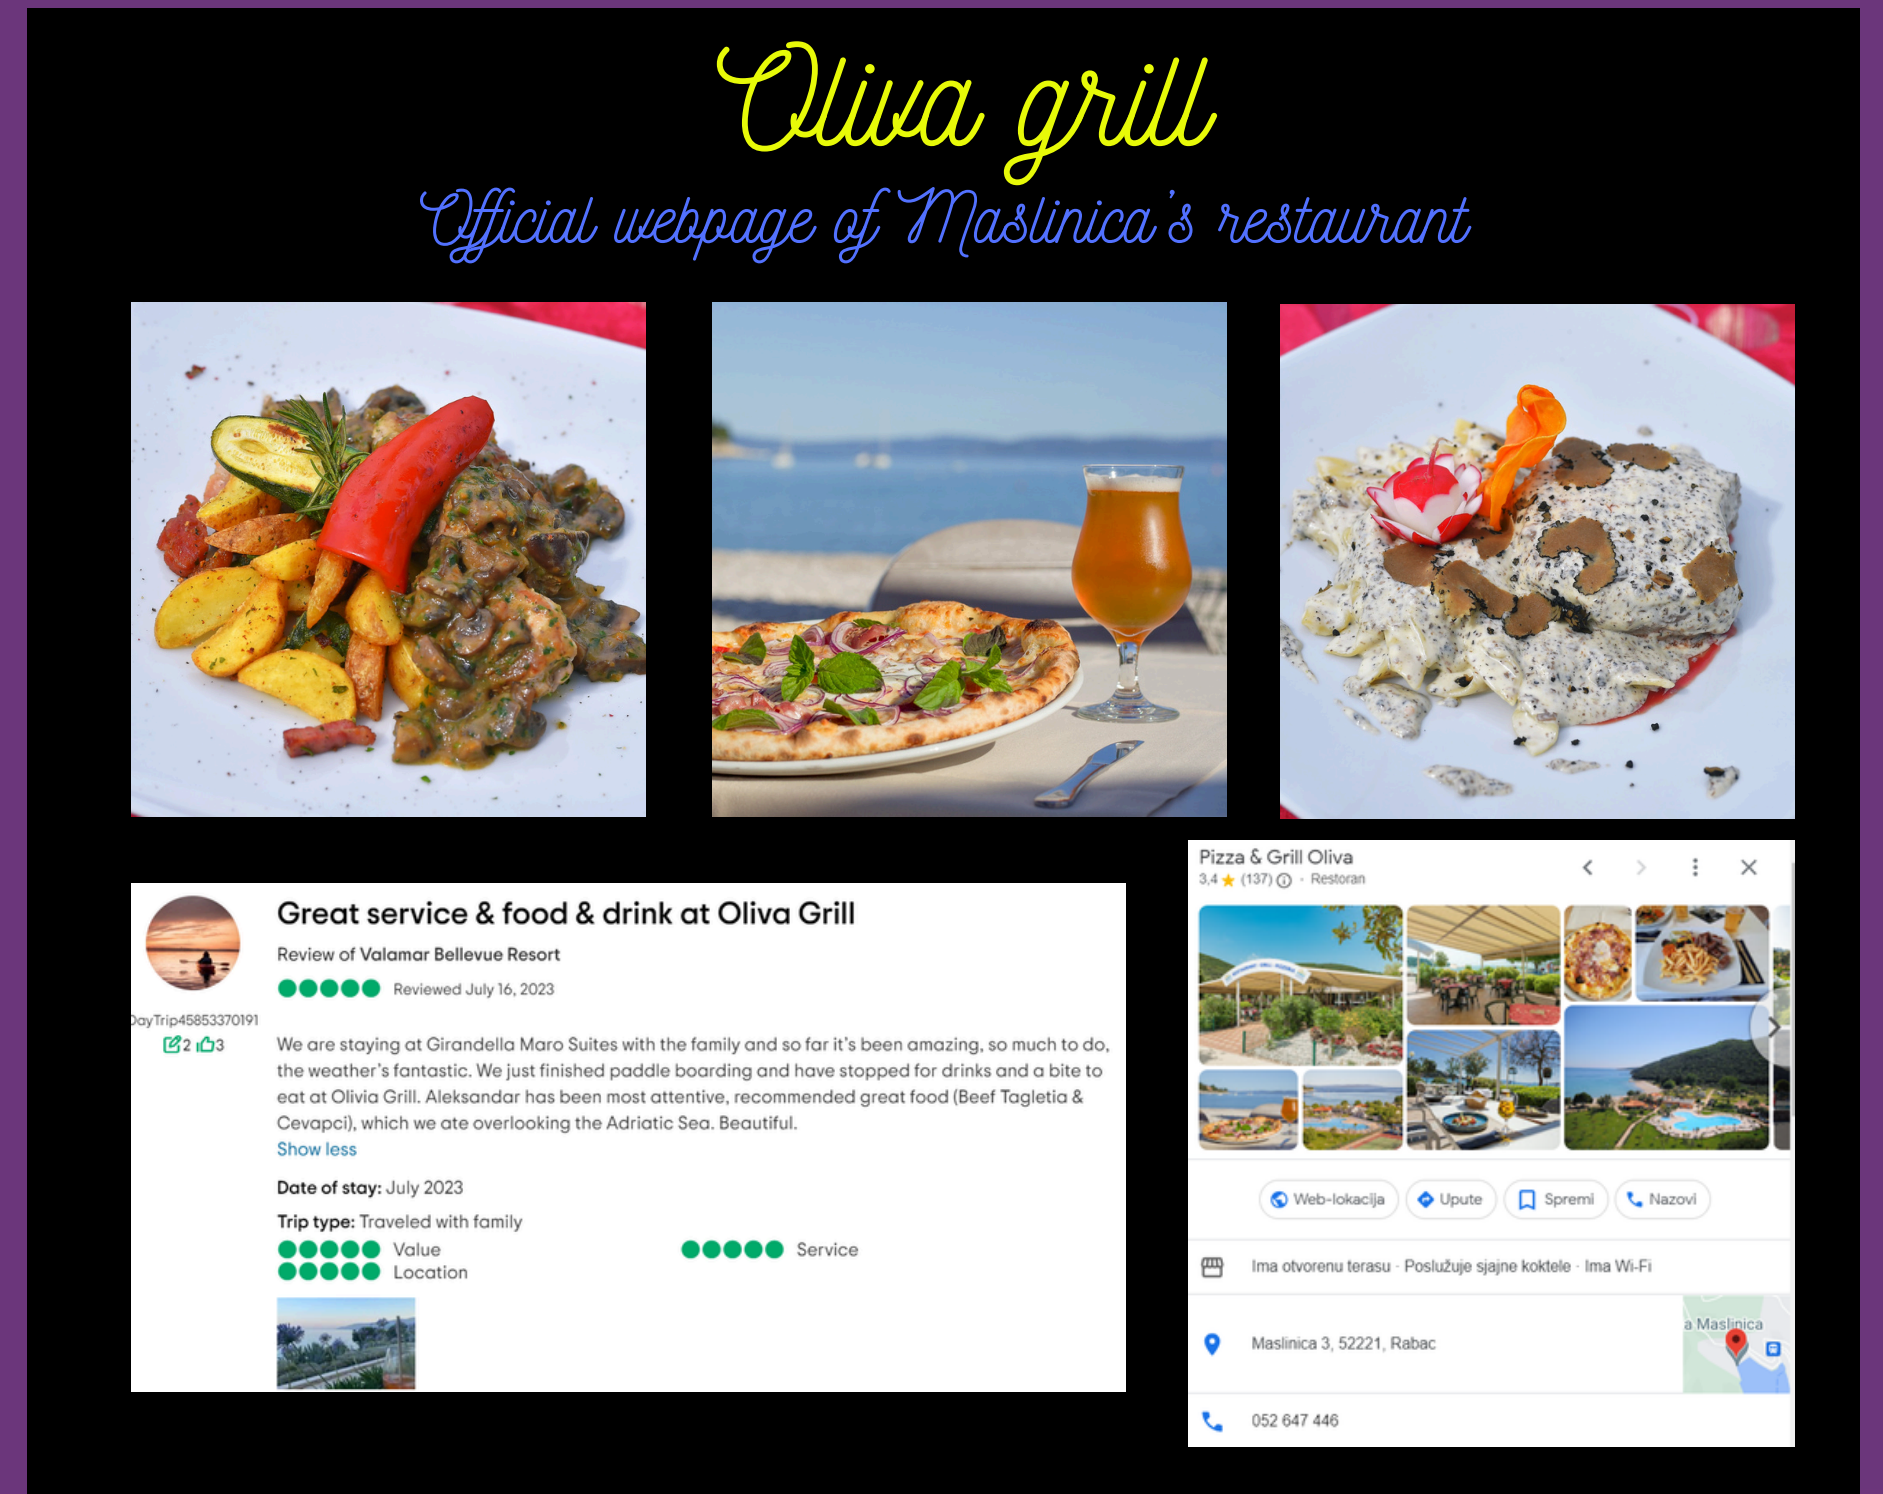 Oliva grill
Official webpage of Maslinica's restaurant
Great service & food & drink at Oliva Grill
Review of Valamar Bellevue Resort
Reviewed July 16, 2023
DayTrip45853370191
2 3
We are staying at Girandella Maro Suites with the family and so far it's been amazing, so much to do,
the weather's fantastic. We just finished paddle boarding and have stopped for drinks and a bite to
eat at Olivia Grill. Aleksandar has been most attentive, recommended great food (Beef Tagletia &
Cevapci), which we ate overlooking the Adriatic Sea. Beautiful.
Show less
Date of stay: July 2023
Trip type: Traveled with family
Value
Service
Location
Pizza & Grill Oliva
3,4 (137) · Restoran
Web-lokacija
Upute
Spremi
Nazovi
Ima otvorenu terasu · Poslužuje sjajne koktele · Ima Wi-Fi
Maslinica 3, 52221, Rabac
a Maslinica
052 647 446